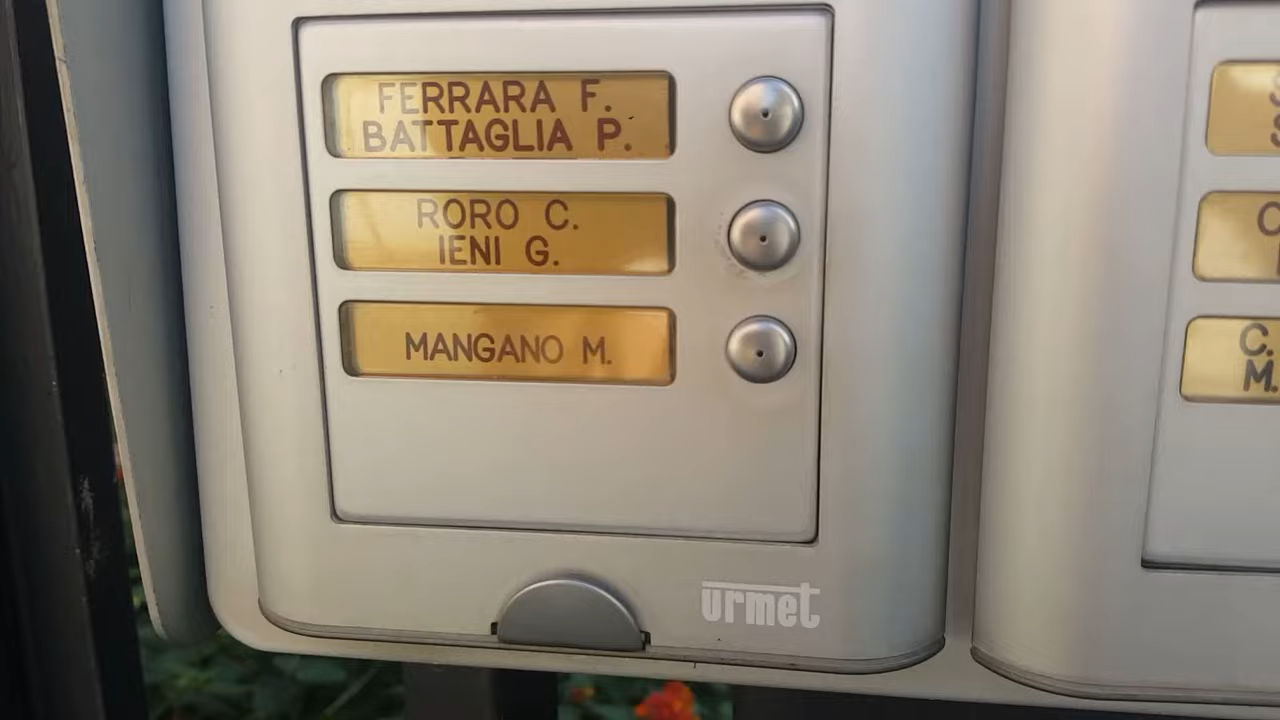 FERRARA F.
BATTAGLIA P.
RORO C.
IENI G.
MANGANO M.
urmet
C.
M.